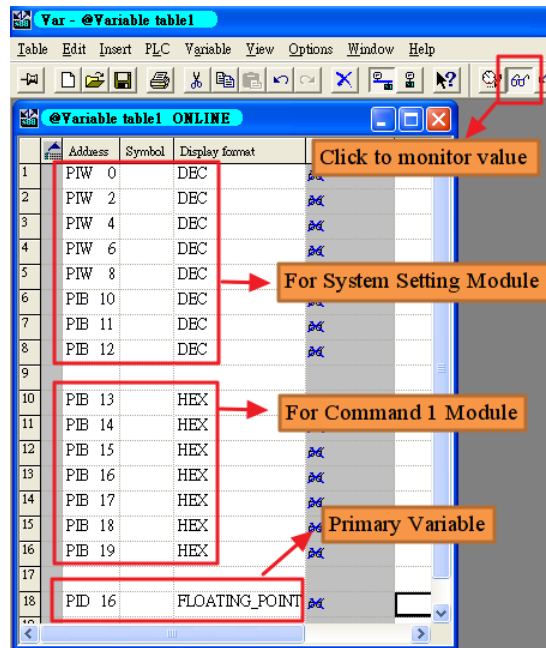 Var - @Variable table1
Table Edit Insert PLC Variable View Options Window Help
@Variable table1 ONLINE
Address Symbol Display format
Click to monitor value
1 PIW 0 DEC
2 PIW 2 DEC
3 PIW 4 DEC
4 PIW 6 DEC
5 PIW 8 DEC
For System Setting Module
6 PIB 10 DEC
7 PIB 11 DEC
8 PIB 12 DEC
9
10 PIB 13 HEX
For Command 1 Module
11 PIB 14 HEX
12 PIB 15 HEX
13 PIB 16 HEX
14 PIB 17 HEX
15 PIB 18 HEX
Primary Variable
16 PIB 19 HEX
17
18 PID 16 FLOATING_POINT